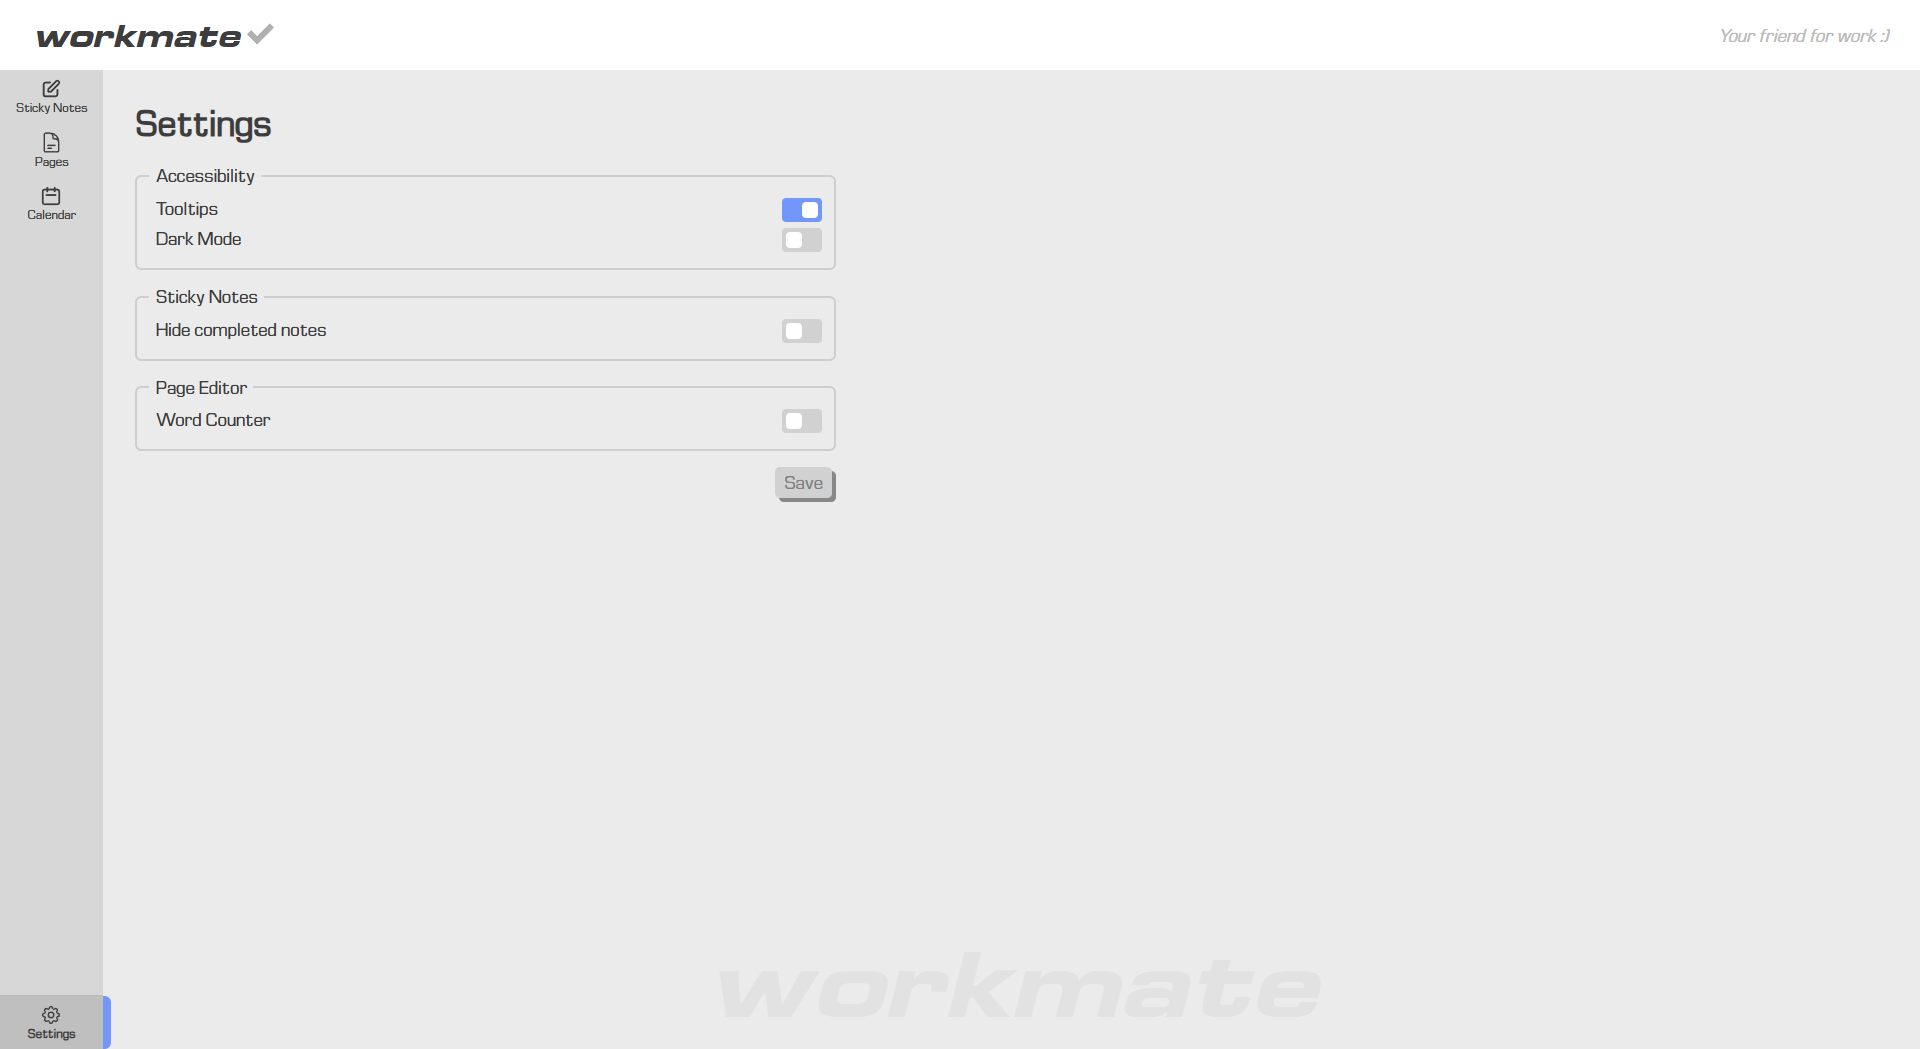 workmate
Your friend for work :)
Sticky Notes
Pages
Calendar
Settings
Accessibility
Tooltips
Dark Mode
Sticky Notes
Hide completed notes
Page Editor
Word Counter
Save
workmate
Settings